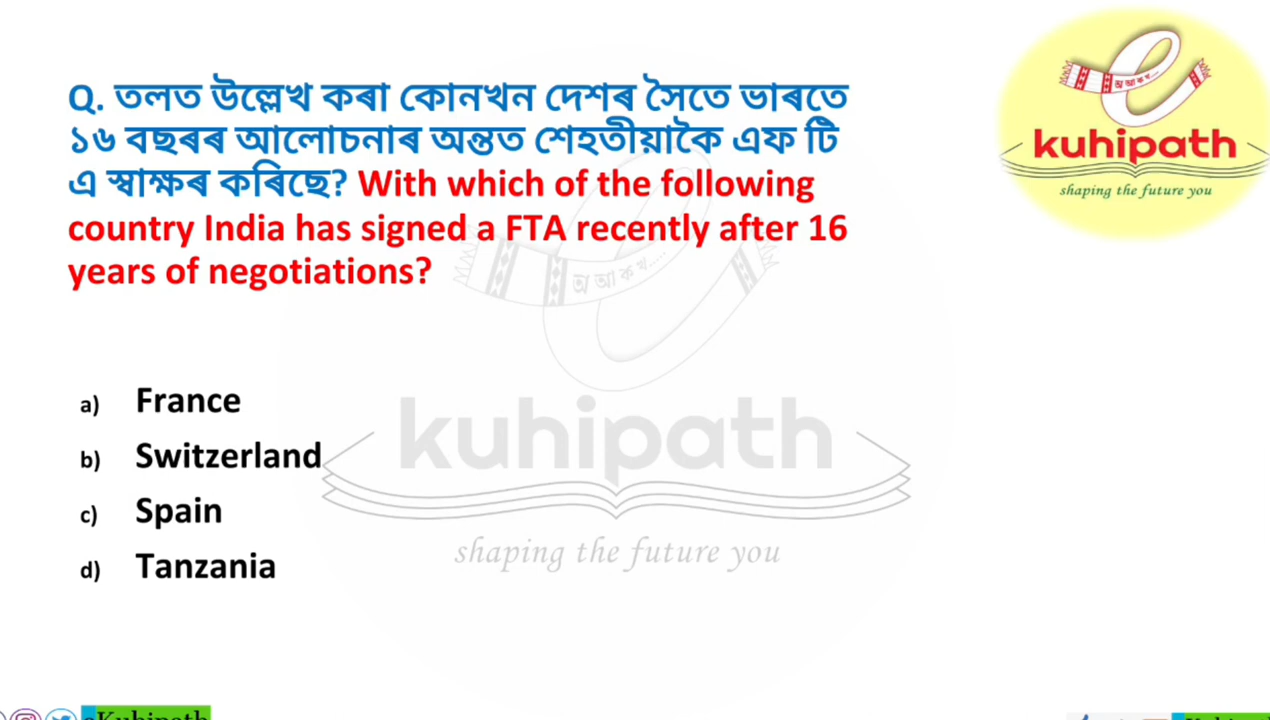 Q. তলত উল্লেখ কৰা কোনখন দেশৰ সৈতে ভাৰতে
১৬ বছৰৰ আলোচনাৰ অন্তত শেহতীয়াকৈ এফ টি
এ স্বাক্ষৰ কৰিছে? With which of the following
country India has signed a FTA recently after 16
years of negotiations?
a) France
b) Switzerland
c) Spain
d) Tanzania
অ আ ক খ....
kuhipath
shaping the future you
অ আ ক খ.....
kuhipath
shaping the future you
eKuhipath